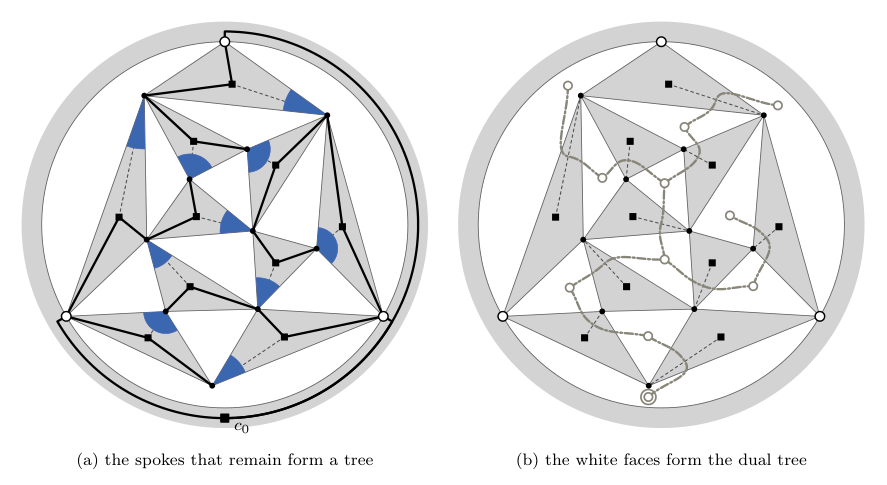 c₀
(a) the spokes that remain form a tree
(b) the white faces form the dual tree